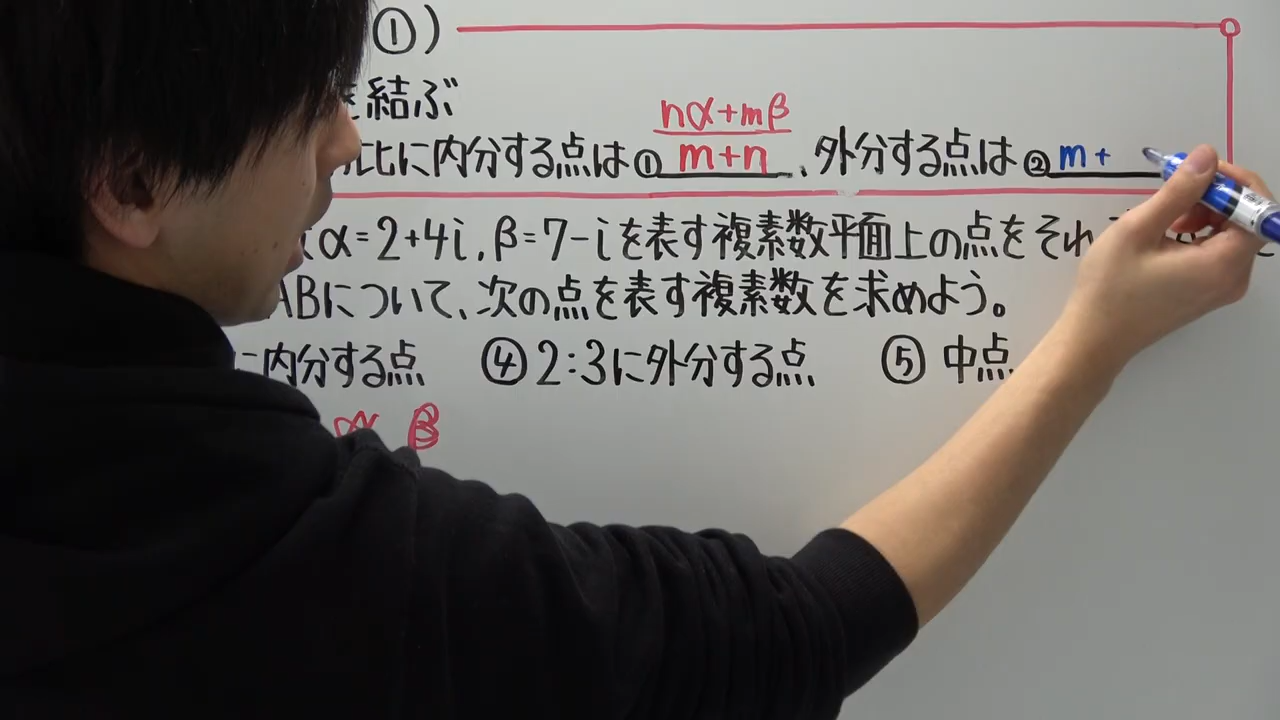 ①)
を結ぶ
比に内分する点は① nα+mβ / m+n 、外分する点は② m+
α=2+4i, β=7-iを表す複素数平面上の点をそれ
ABについて、次の点を表す複素数を求めよう。
に内分する点 ④2:3に外分する点 ⑤中点
α β